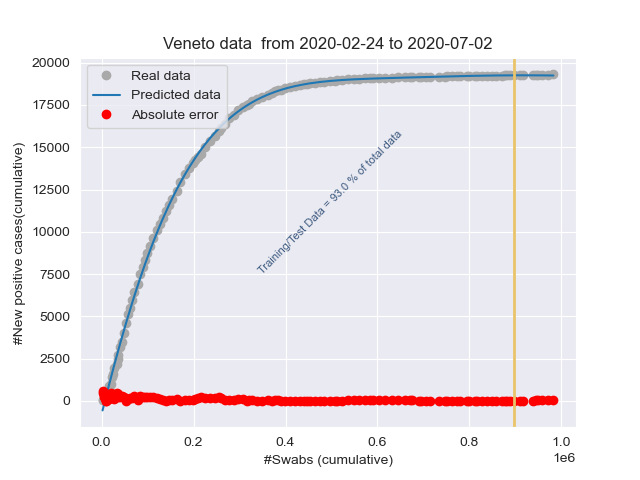 Veneto data  from 2020-02-24 to 2020-07-02
Real data
Predicted data
Absolute error
Training/Test Data = 93.0 % of total data
#New positive cases(cumulative)
20000
17500
15000
12500
10000
7500
5000
2500
0
0.0 0.2 0.4 0.6 0.8 1.0
1e6
#Swabs (cumulative)